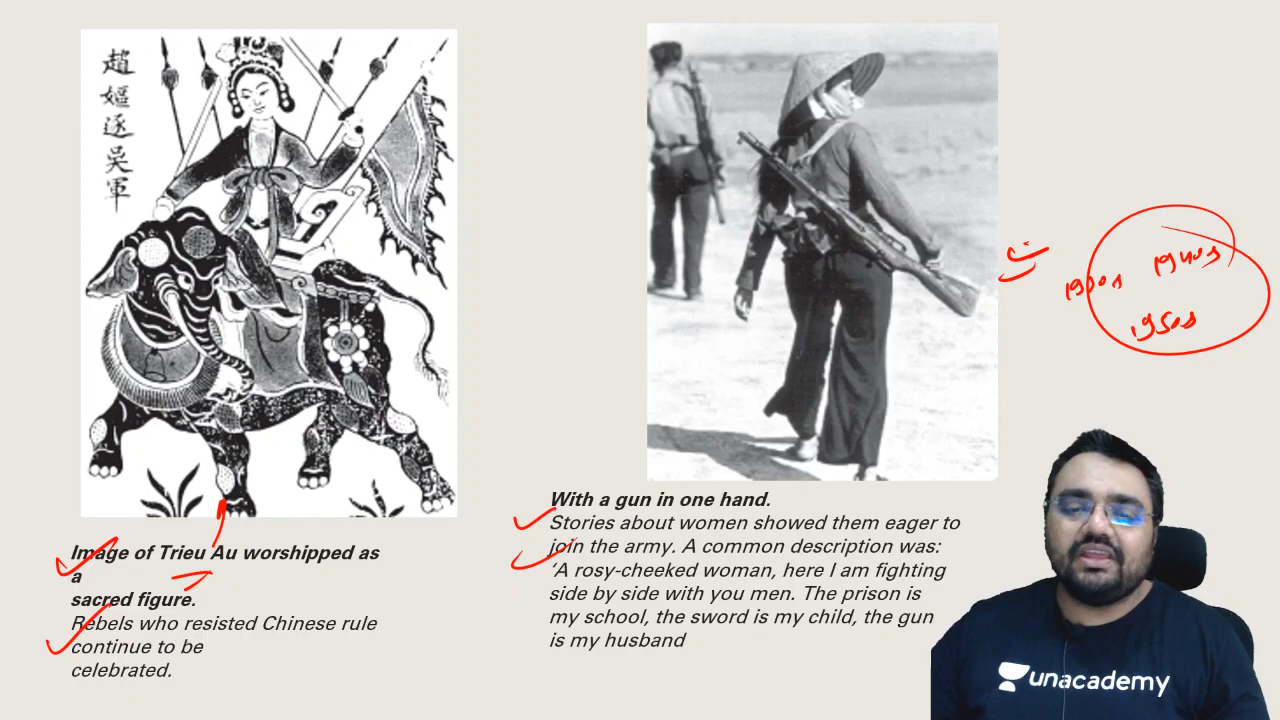 趙
嫗
逐
吳
軍
Image of Trieu Au worshipped as
a
sacred figure.
Rebels who resisted Chinese rule
continue to be
celebrated.
With a gun in one hand.
Stories about women showed them eager to
join the army. A common description was:
‘A rosy-cheeked woman, here I am fighting
side by side with you men. The prison is
my school, the sword is my child, the gun
is my husband
1940s
1950s
unacademy